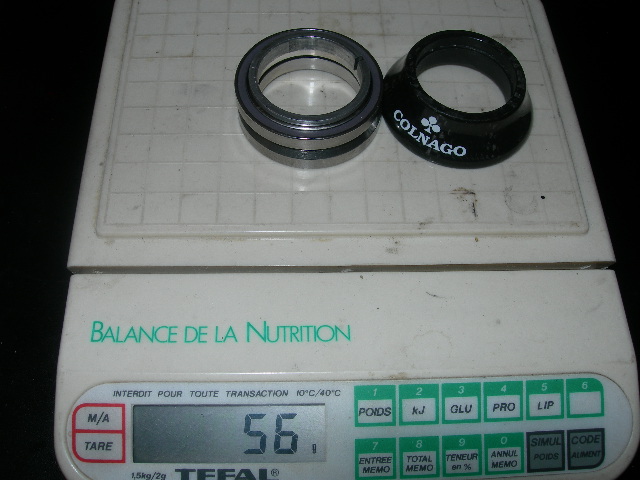 COLNAGO
BALANCE DE LA NUTRITION
INTERDIT POUR TOUTE TRANSACTION 10°C/40°C
M/A
TARE
56 g
1,5kg/2g TEFAL®
1 2 3 4 5 6
POIDS kJ GLU PRO LIP
7 8 9 0 SIMUL POIDS CODE ALIMENT
ENTREE MEMO TOTAL MEMO TENEUR en % ANNUL MEMO